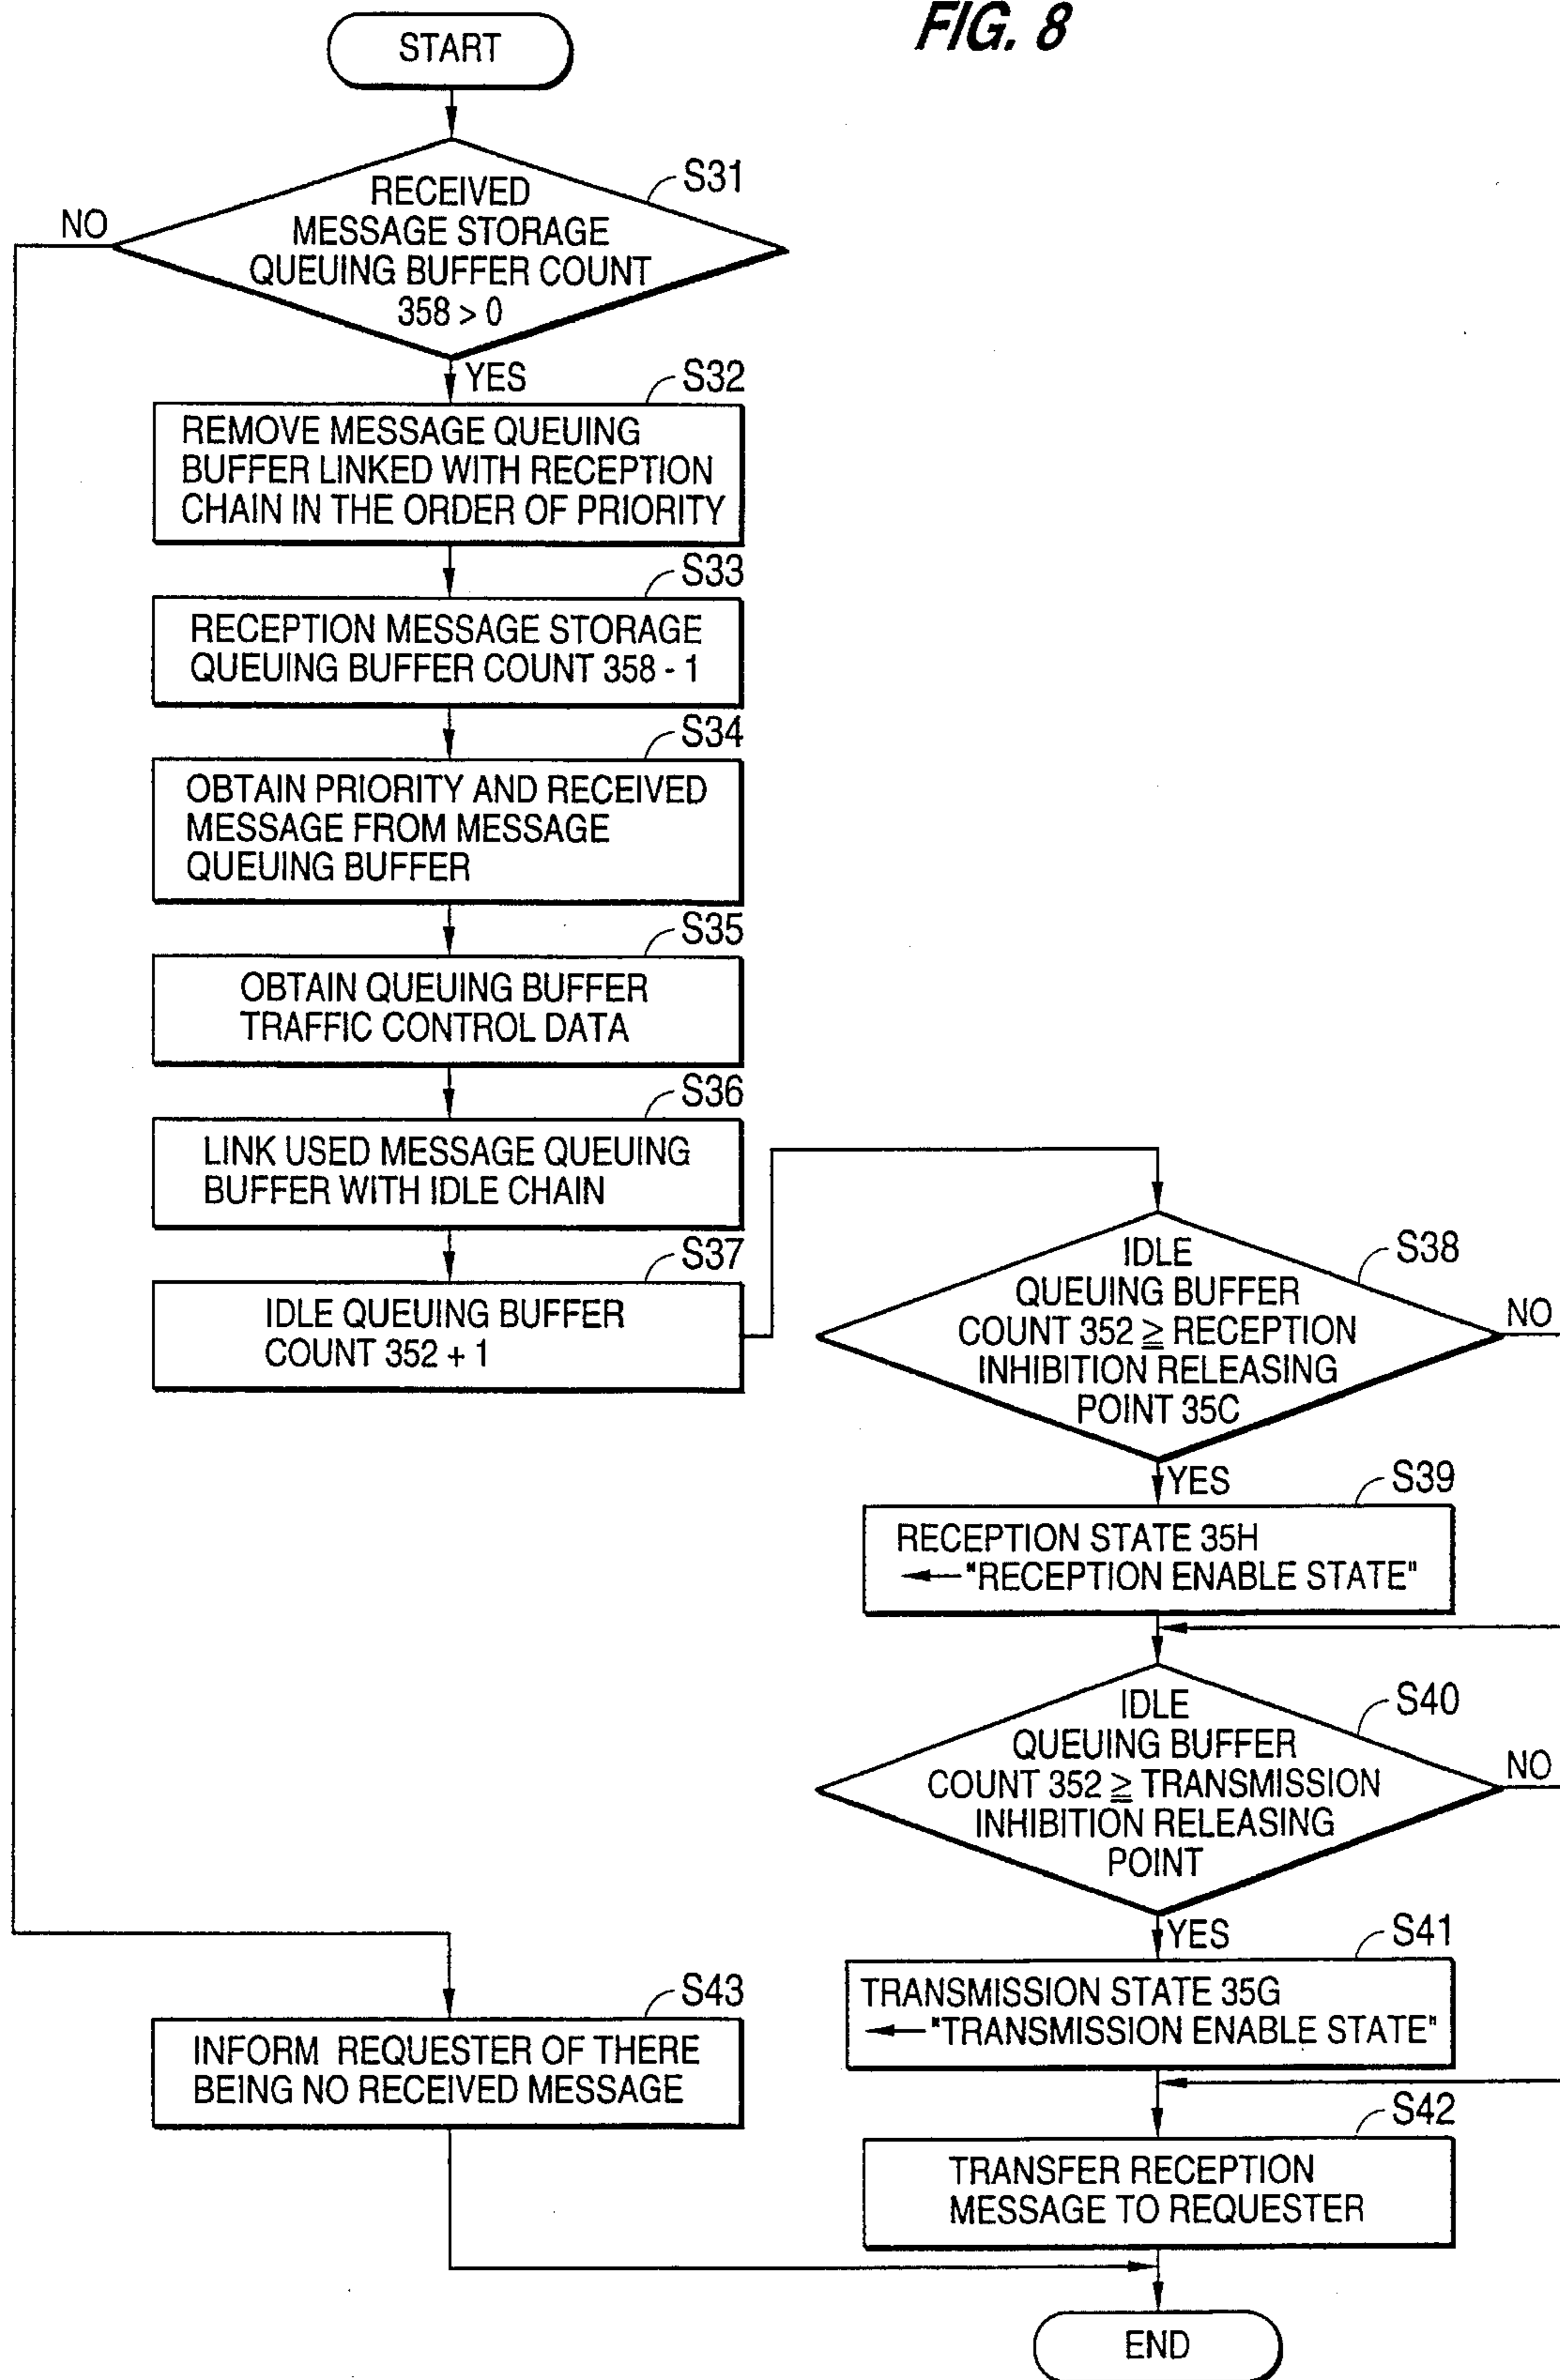 FIG. 8
START
S31
RECEIVED
MESSAGE STORAGE
QUEUING BUFFER COUNT
358 > 0
NO
YES
S32
REMOVE MESSAGE QUEUING
BUFFER LINKED WITH RECEPTION
CHAIN IN THE ORDER OF PRIORITY
S33
RECEPTION MESSAGE STORAGE
QUEUING BUFFER COUNT 358 - 1
S34
OBTAIN PRIORITY AND RECEIVED
MESSAGE FROM MESSAGE
QUEUING BUFFER
S35
OBTAIN QUEUING BUFFER
TRAFFIC CONTROL DATA
S36
LINK USED MESSAGE QUEUING
BUFFER WITH IDLE CHAIN
S37
IDLE QUEUING BUFFER
COUNT 352 + 1
S38
IDLE
QUEUING BUFFER
COUNT 352 ≧ RECEPTION
INHIBITION RELEASING
POINT 35C
NO
YES
S39
RECEPTION STATE 35H
←"RECEPTION ENABLE STATE"
S40
IDLE
QUEUING BUFFER
COUNT 352 ≧ TRANSMISSION
INHIBITION RELEASING
POINT
NO
YES
S41
TRANSMISSION STATE 35G
←"TRANSMISSION ENABLE STATE"
S42
TRANSFER RECEPTION
MESSAGE TO REQUESTER
S43
INFORM REQUESTER OF THERE
BEING NO RECEIVED MESSAGE
END